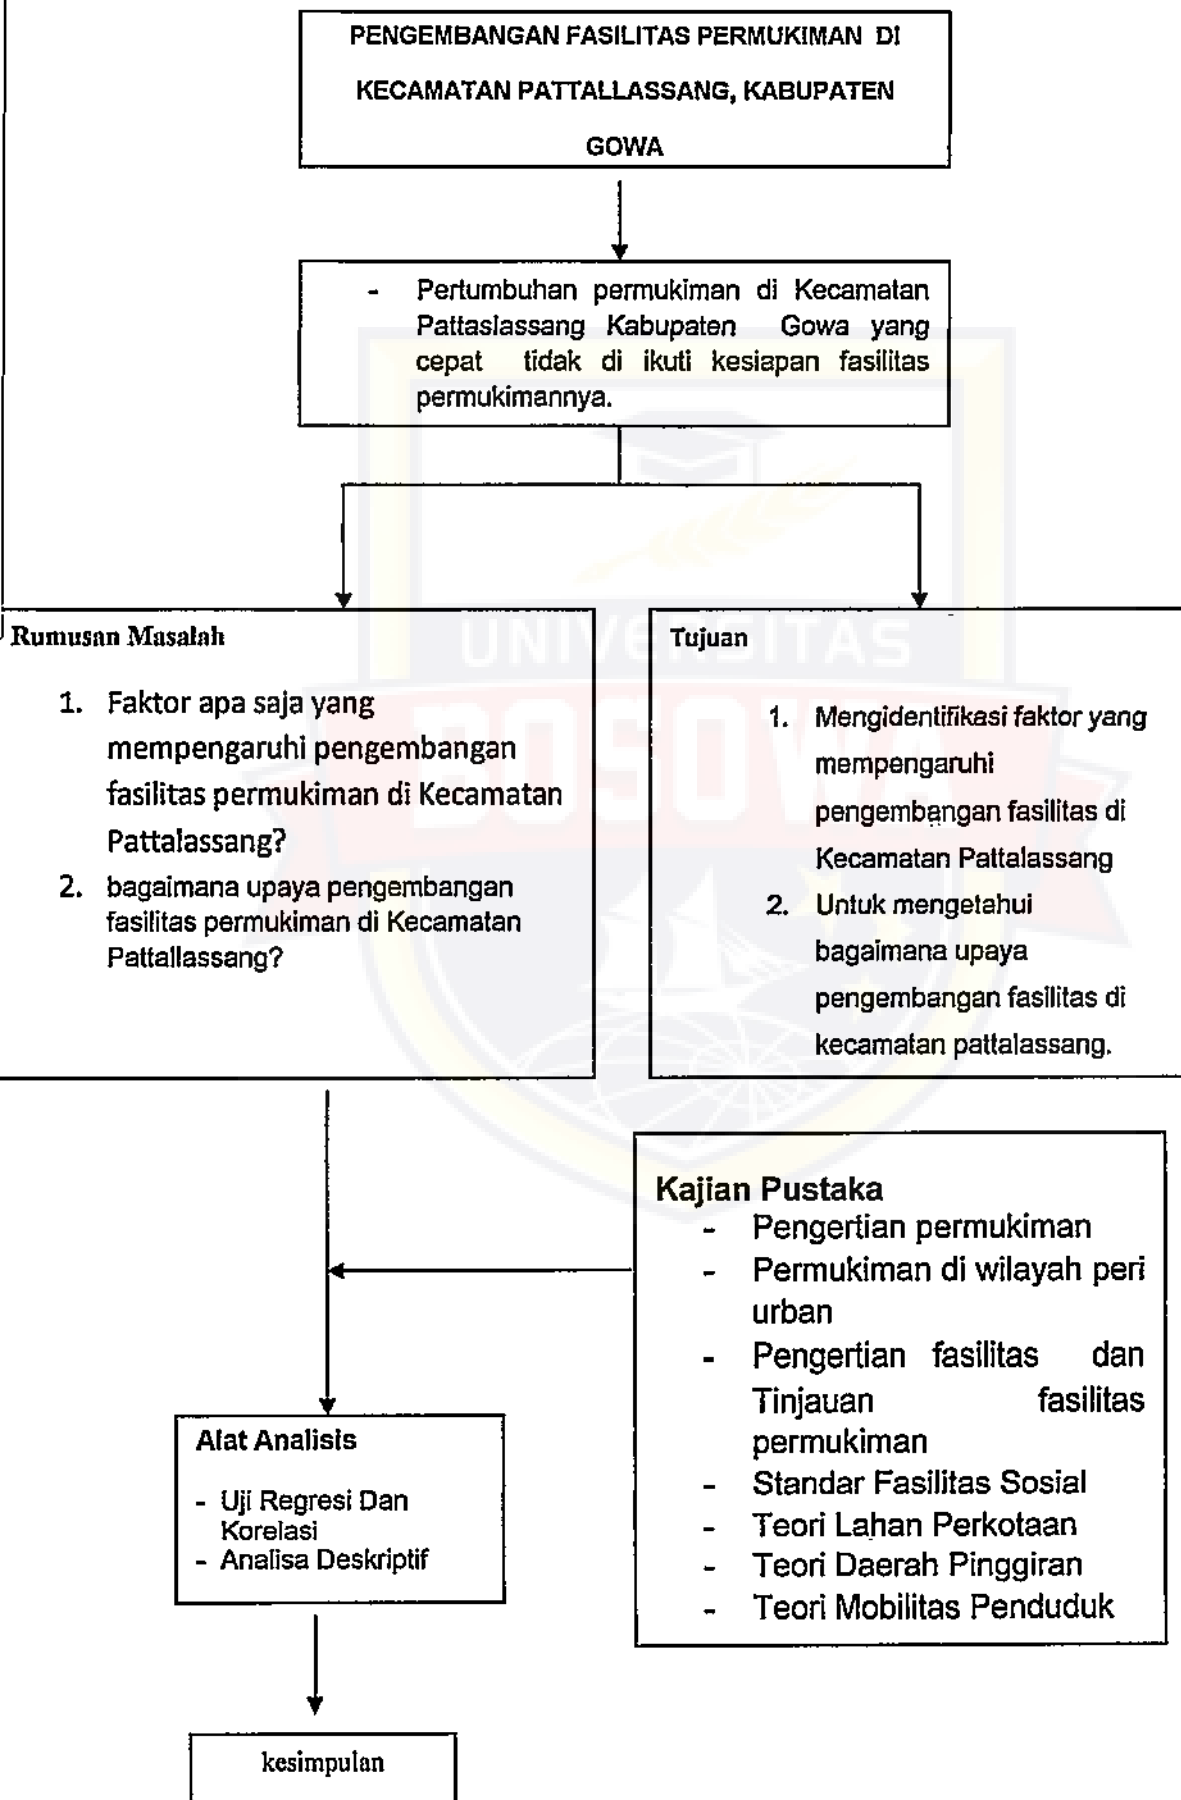 PENGEMBANGAN FASILITAS PERMUKIMAN DI
KECAMATAN PATTALLASSANG, KABUPATEN
GOWA
- Pertumbuhan permukiman di Kecamatan
Pattaslassang Kabupaten Gowa yang
cepat tidak di ikuti kesiapan fasilitas
permukimannya.
Rumusan Masalah
1. Faktor apa saja yang
mempengaruhi pengembangan
fasilitas permukiman di Kecamatan
Pattalassang?
2. bagaimana upaya pengembangan
fasilitas permukiman di Kecamatan
Pattallassang?
Tujuan
1. Mengidentifikasi faktor yang
mempengaruhi
pengembangan fasilitas di
Kecamatan Pattalassang
2. Untuk mengetahui
bagaimana upaya
pengembangan fasilitas di
kecamatan pattalassang.
UNIVERSITAS
BOSOWA
Kajian Pustaka
- Pengertian permukiman
- Permukiman di wilayah peri
urban
- Pengertian fasilitas dan
Tinjauan fasilitas
permukiman
- Standar Fasilitas Sosial
- Teori Lahan Perkotaan
- Teori Daerah Pinggiran
- Teori Mobilitas Penduduk
Alat Analisis
- Uji Regresi Dan
Korelasi
- Analisa Deskriptif
kesimpulan